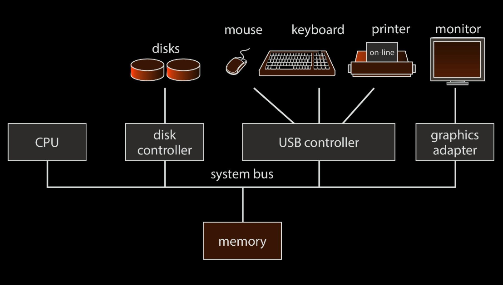 mouse
keyboard
printer
monitor
disks
on-line
CPU
disk
controller
USB controller
graphics
adapter
system bus
memory